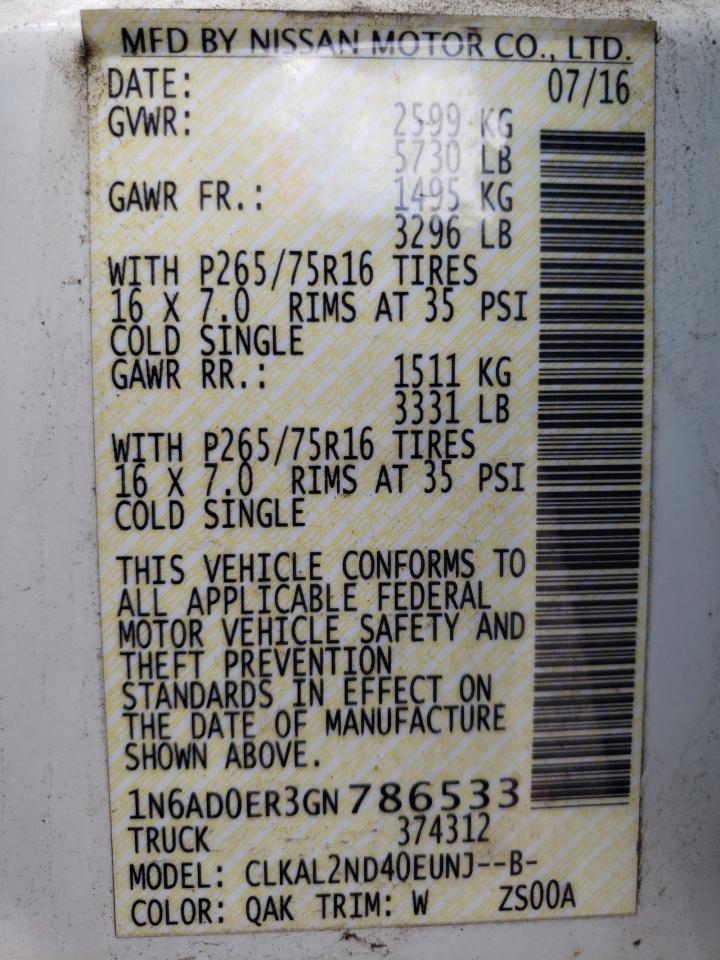 MFD BY NISSAN MOTOR CO., LTD.
DATE: 07/16
GVWR: 2599 KG
5730 LB
GAWR FR.: 1495 KG
3296 LB
WITH P265/75R16 TIRES
16 X 7.0 RIMS AT 35 PSI
COLD SINGLE
GAWR RR.: 1511 KG
3331 LB
WITH P265/75R16 TIRES
16 X 7.0 RIMS AT 35 PSI
COLD SINGLE
THIS VEHICLE CONFORMS TO
ALL APPLICABLE FEDERAL
MOTOR VEHICLE SAFETY AND
THEFT PREVENTION
STANDARDS IN EFFECT ON
THE DATE OF MANUFACTURE
SHOWN ABOVE.
1N6AD0ER3GN786533
TRUCK 374312
MODEL: CLKAL2ND40EUNJ--B-
COLOR: QAK TRIM: W ZS00A